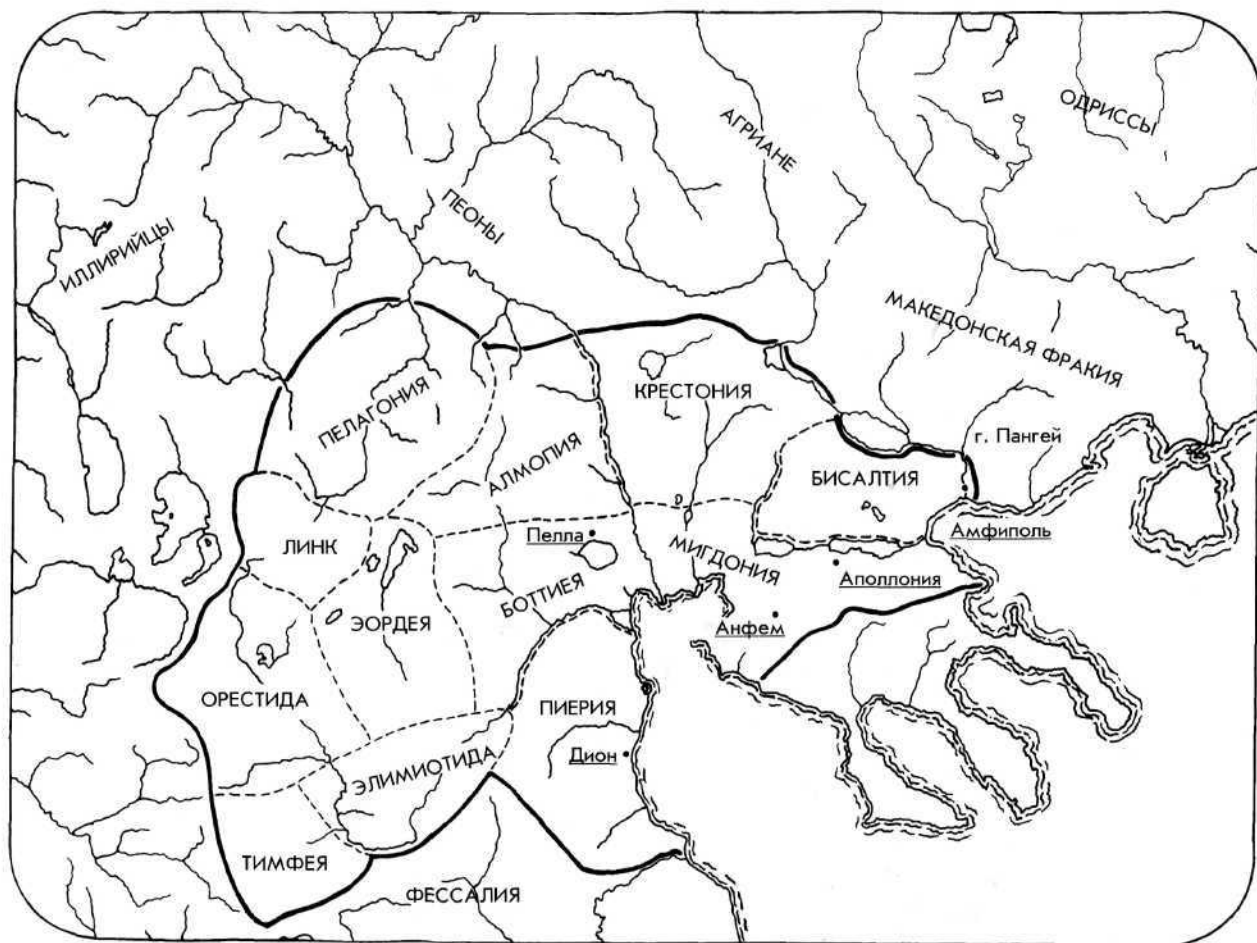 ОДРИССЫ
АГРИАНЕ
ПЕОНЫ
ИЛЛИРИЙЦЫ
МАКЕДОНСКАЯ ФРАКИЯ
КРЕСТОНИЯ
ПЕЛАГОНИЯ
г. Пангей
АЛМОПИЯ
БИСАЛТИЯ
Пелла
Амфиполь
ЛИНК
МИГДОНИЯ
Аполлония
БОТТИЕЯ
ЭОРДЕЯ
Анфем
ОРЕСТИДА
ПИЕРИЯ
Дион
ЭЛИМИОТИДА
ТИМФЕЯ
ФЕССАЛИЯ